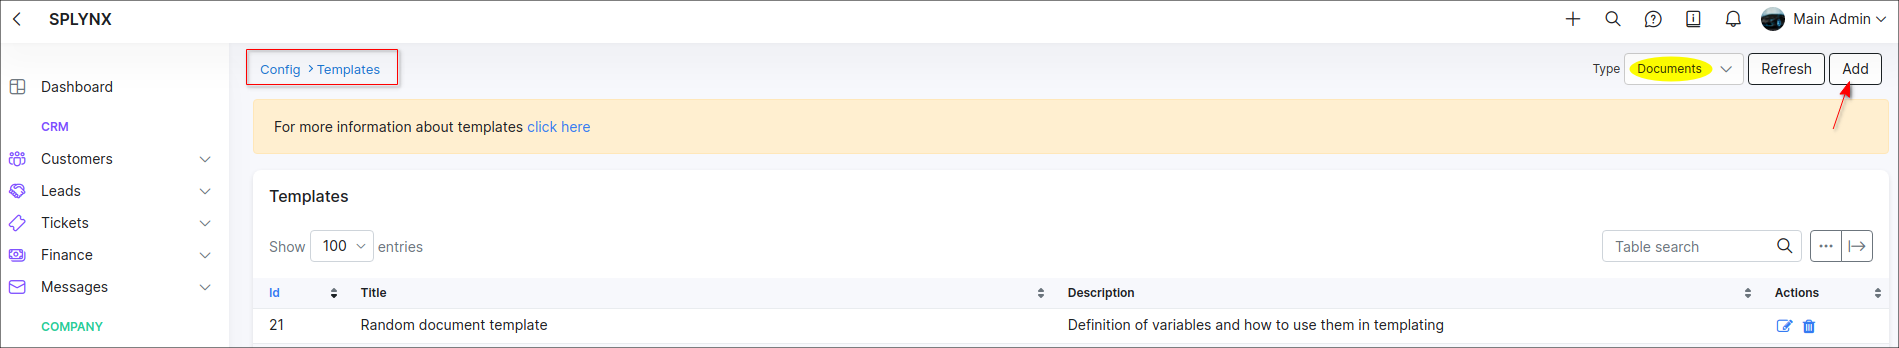 SPLYNX
Main Admin
Config > Templates
Type Documents Refresh Add
Dashboard
For more information about templates click here
CRM
Customers
Leads
Tickets
Finance
Messages
COMPANY
Templates
Show 100 entries
Table search
Id Title Description Actions
21 Random document template Definition of variables and how to use them in templating